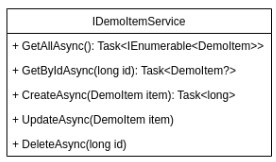 IDemoItemService
+ GetAllAsync(): Task<IEnumerable<DemoItem>>
+ GetByIdAsync(long id): Task<DemoItem?>
+ CreateAsync(DemoItem item): Task<long>
+ UpdateAsync(DemoItem item)
+ DeleteAsync(long id)